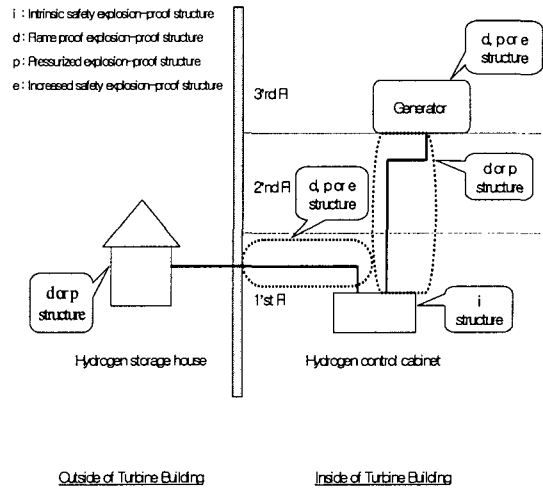 i : Intrinsic safety explosion-proof structure
d : Flame proof explosion-proof structure
p : Pressurized explosion-proof structure
e : Increased safety explosion-proof structure
d, p or e
structure
3'rd Fl
Generator
d or p
structure
2'nd Fl
d, p or e
structure
d or p
structure
1'st Fl
i
structure
Hydrogen storage house
Hydrogen control cabinet
Outside of Turbine Building
Inside of Turbine Building